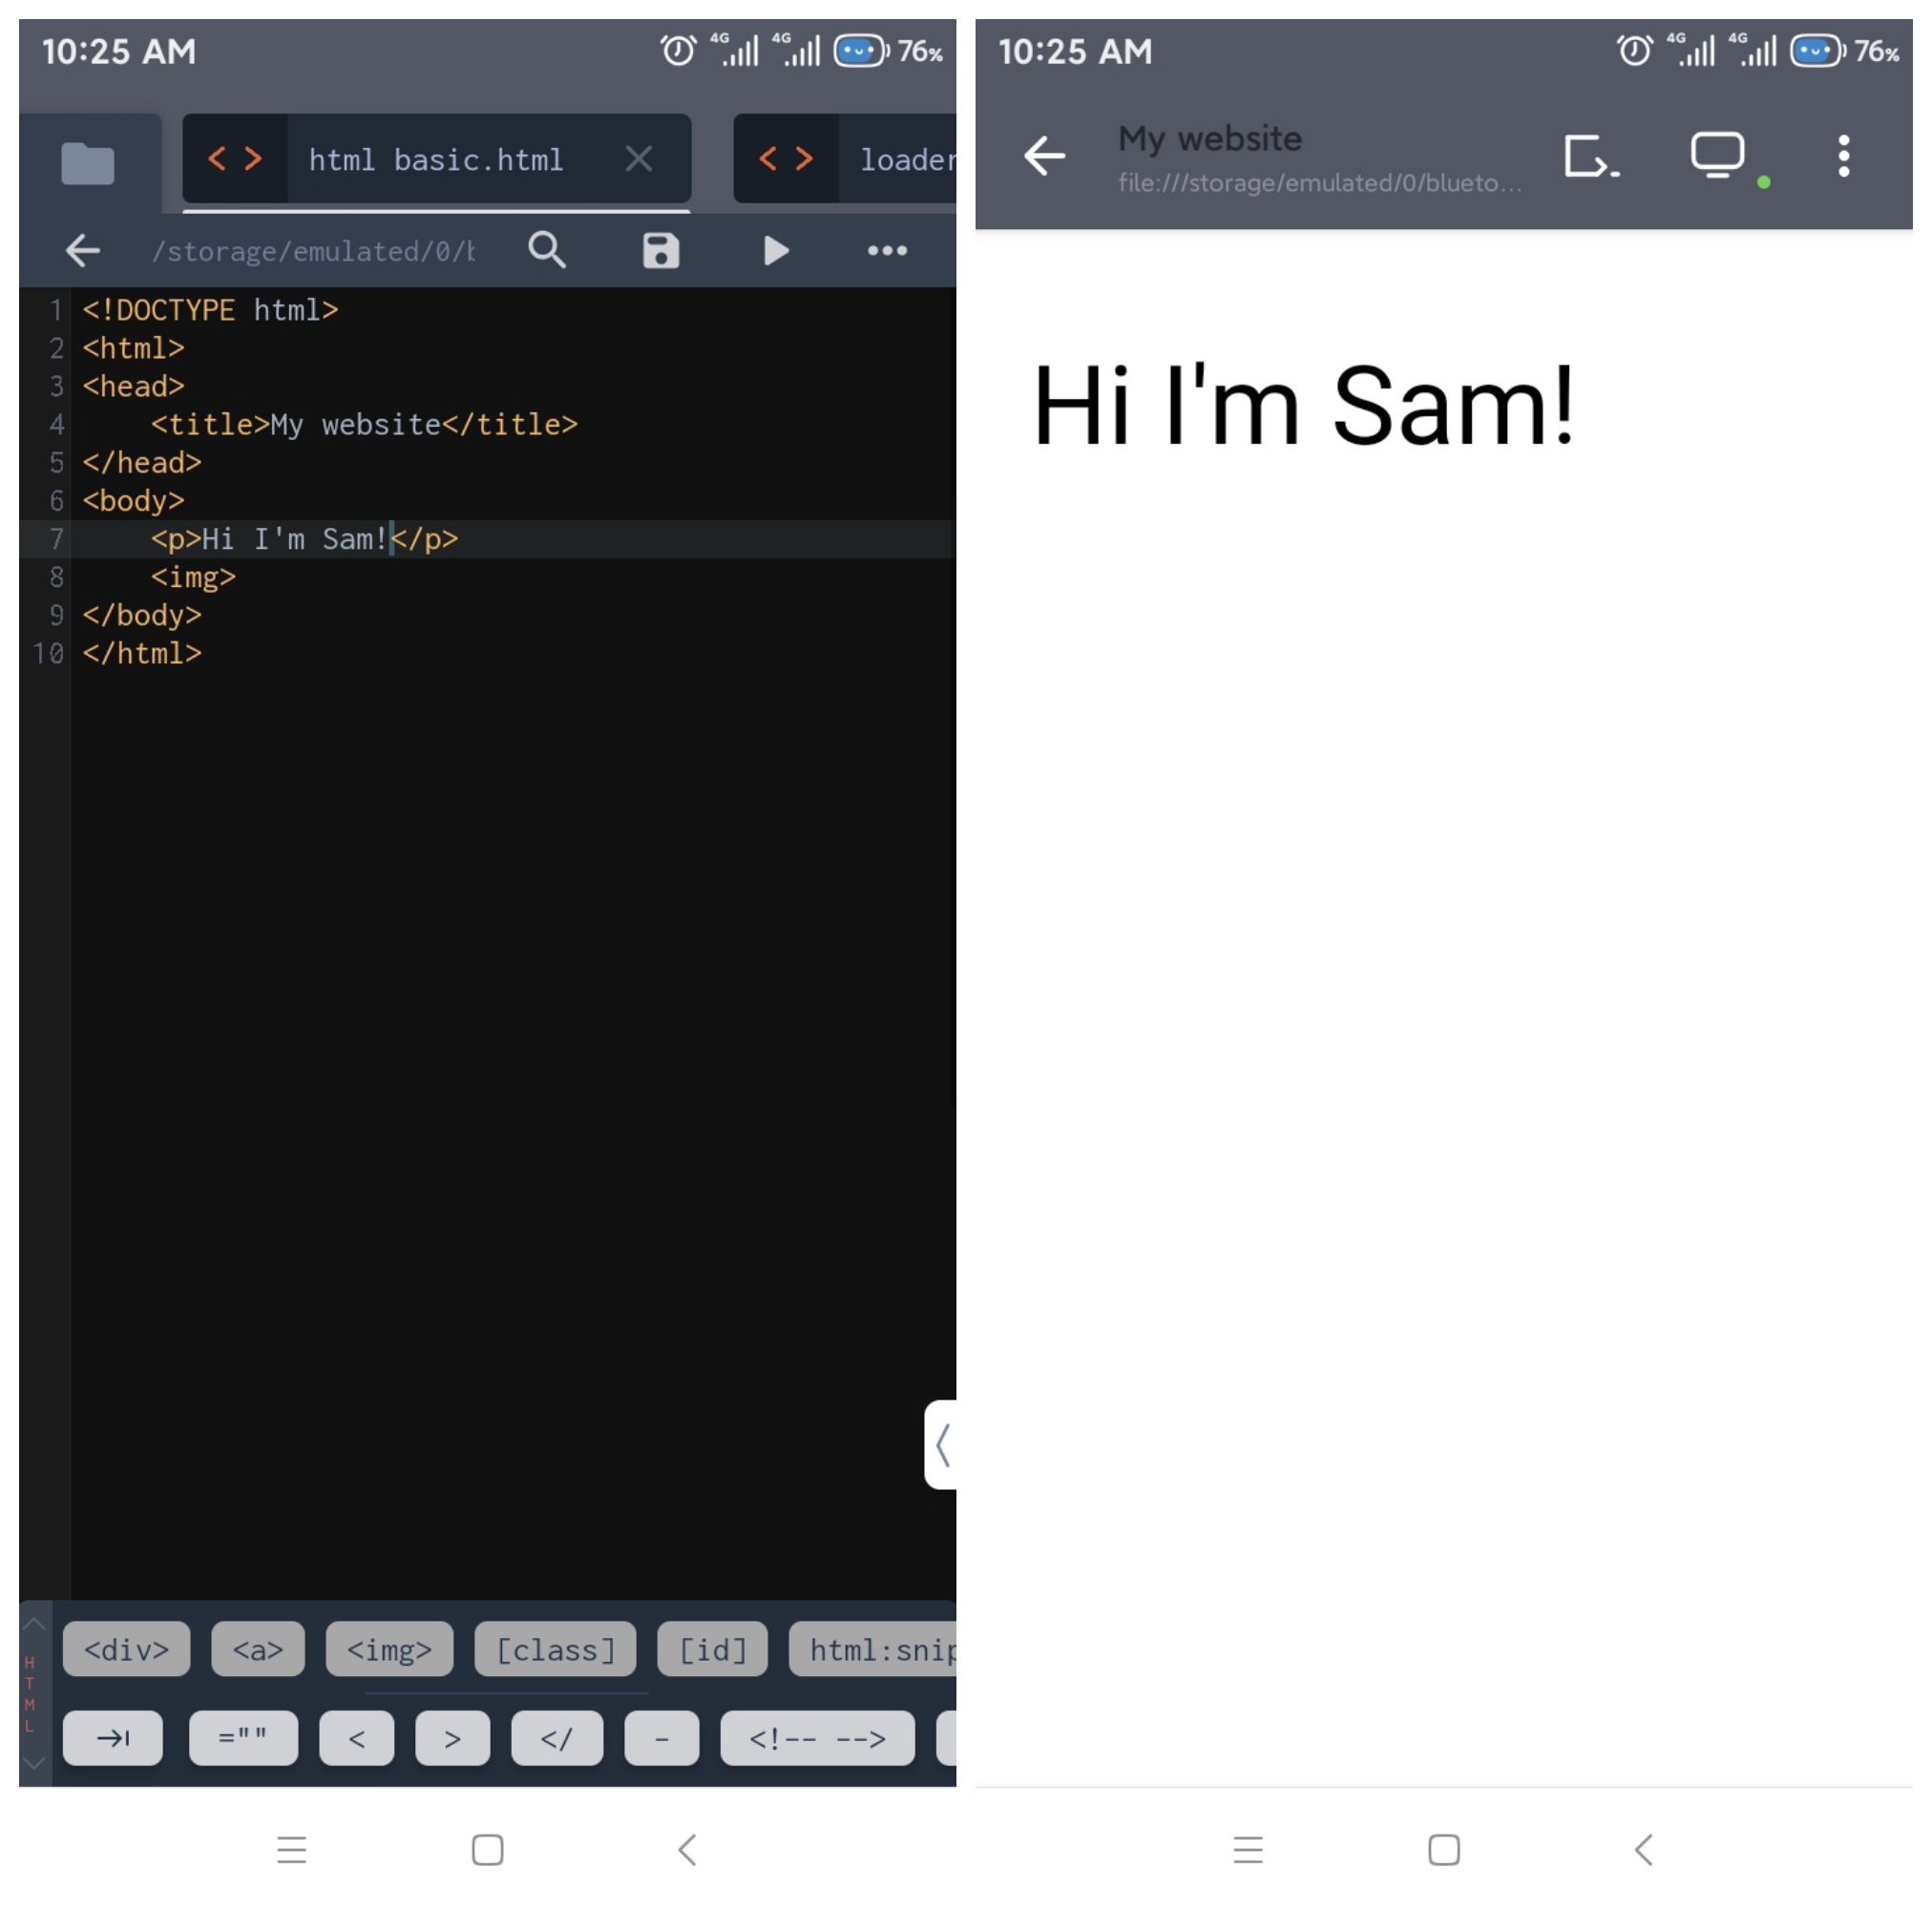 10:25 AM
4G 4G 76%
< > html basic.html
< > loader
/storage/emulated/0/b
1 <!DOCTYPE html>
2 <html>
3 <head>
4 <title>My website</title>
5 </head>
6 <body>
7 <p>Hi I'm Sam!</p>
8 <img>
9 </body>
10 </html>
HTML
<div> <a> <img> [class] [id] html:snip
="" < > </ - <!-- -->
10:25 AM
4G 4G 76%
My website
file:///storage/emulated/0/blueto...
Hi I'm Sam!